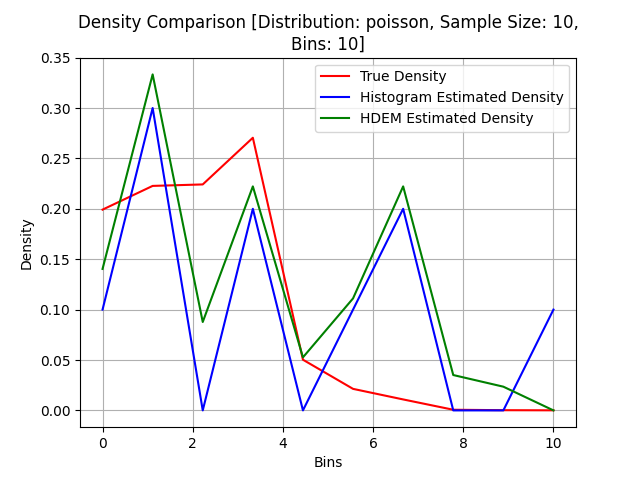 Density Comparison [Distribution: poisson, Sample Size: 10,
Bins: 10]
True Density
Histogram Estimated Density
HDEM Estimated Density
Density
0.35
0.30
0.25
0.20
0.15
0.10
0.05
0.00
0 2 4 6 8 10
Bins